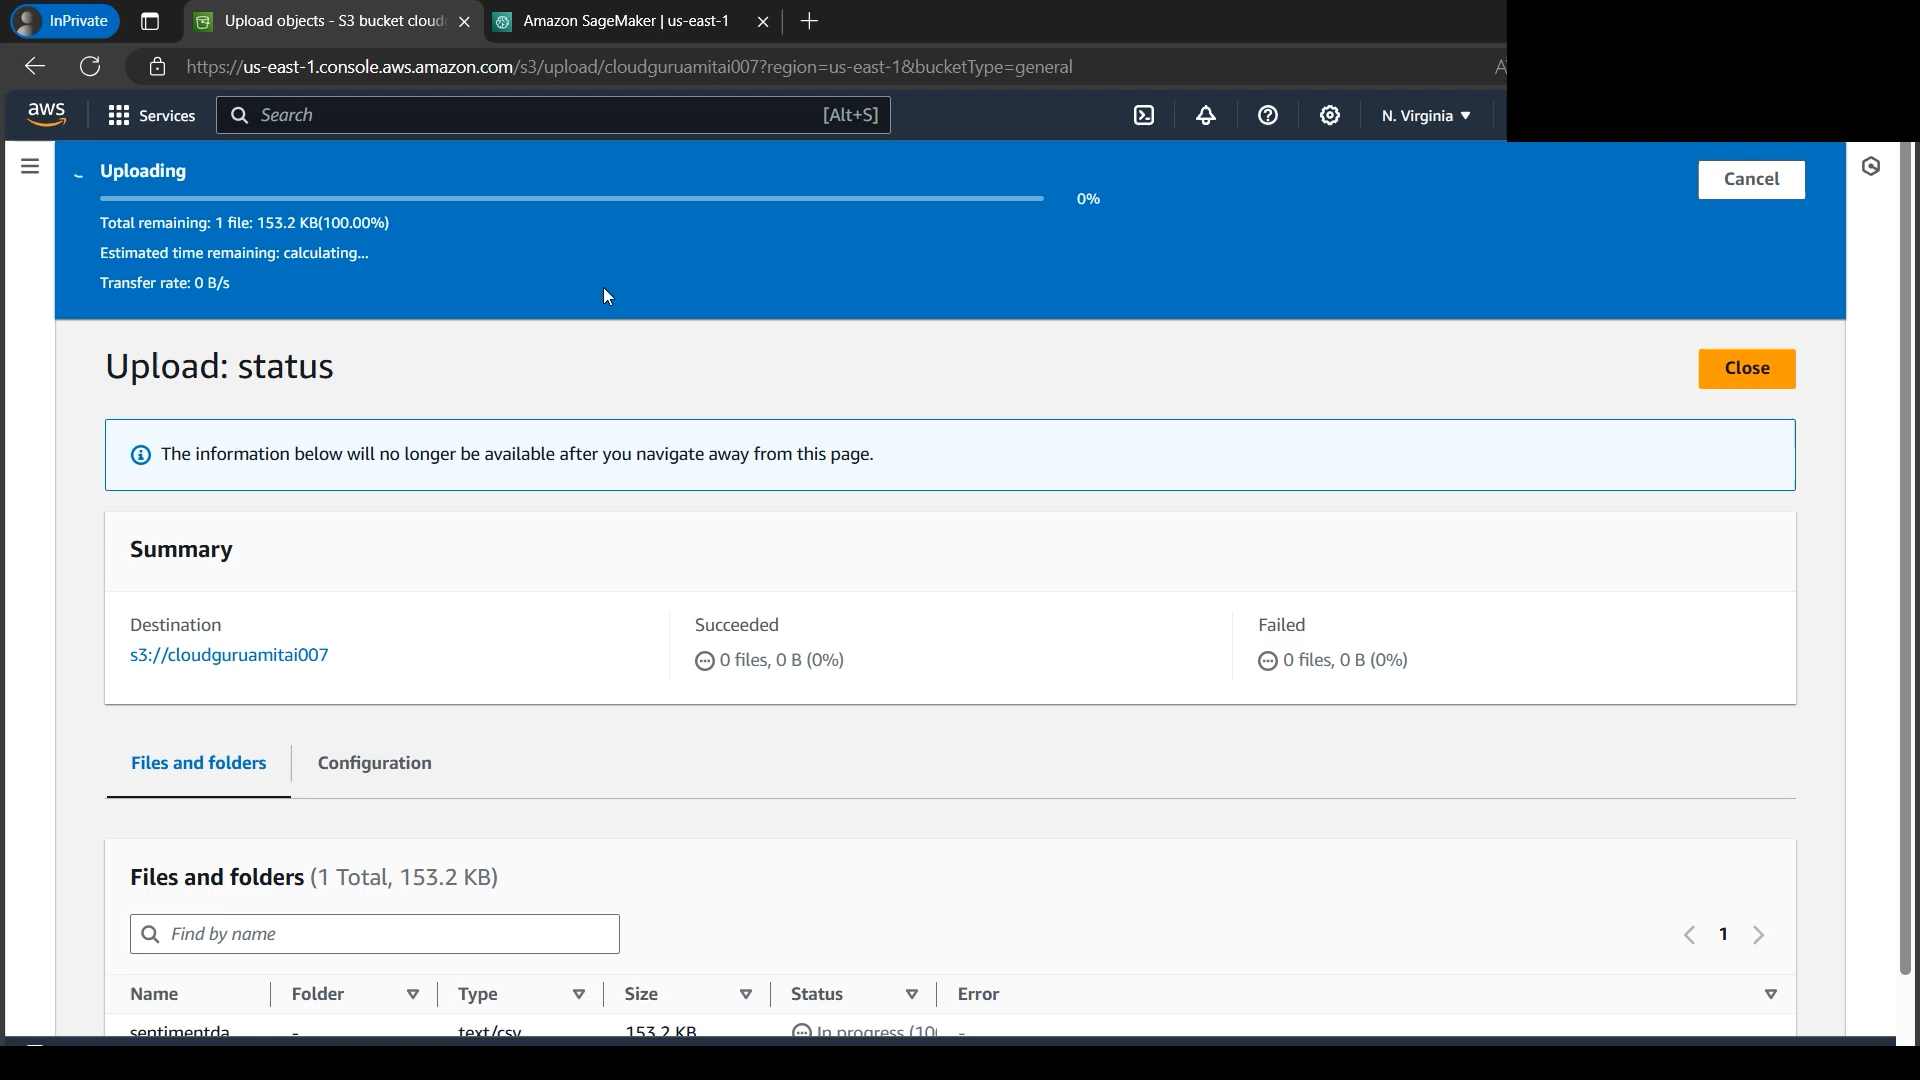 InPrivate
Upload objects - S3 bucket cloud
Amazon SageMaker | us-east-1
https://us-east-1.console.aws.amazon.com/s3/upload/cloudguruamitai007?region=us-east-1&bucketType=general
aws
Services
Search
[Alt+S]
N. Virginia
Uploading
0%
Cancel
Total remaining: 1 file: 153.2 KB(100.00%)
Estimated time remaining: calculating...
Transfer rate: 0 B/s
Upload: status
Close
The information below will no longer be available after you navigate away from this page.
Summary
Destination
s3://cloudguruamitai007
Succeeded
0 files, 0 B (0%)
Failed
0 files, 0 B (0%)
Files and folders
Configuration
Files and folders (1 Total, 153.2 KB)
Find by name
1
Name Folder Type Size Status Error
sentimentda - text/csv 153.2 KB In progress (10 -